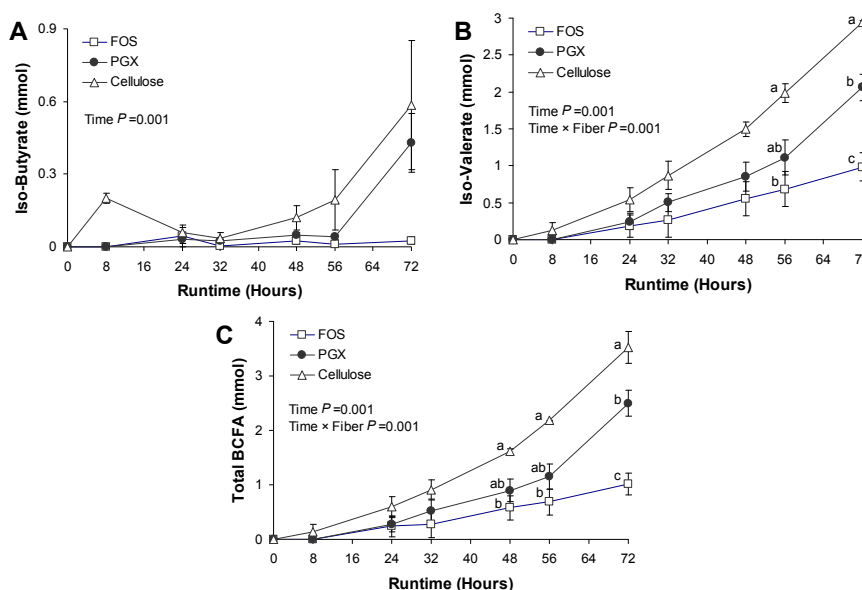 A
FOS
PGX
Cellulose
Time P =0.001
Iso-Butyrate (mmol)
0.9
0.6
0.3
0
0 8 16 24 32 40 48 56 64 72
Runtime (Hours)
B
FOS
PGX
Cellulose
Time P =0.001
Time × Fiber P =0.001
Iso-Valerate (mmol)
3
2.5
2
1.5
1
0.5
0
a
b
a
ab
b
c
0 8 16 24 32 40 48 56 64
Runtime (Hours)
C
FOS
PGX
Cellulose
Time P =0.001
Time × Fiber P =0.001
Total BCFA (mmol)
4
3
2
1
0
a
a
b
a
ab
ab
b
b
c
0 8 16 24 32 40 48 56 64 72
Runtime (Hours)